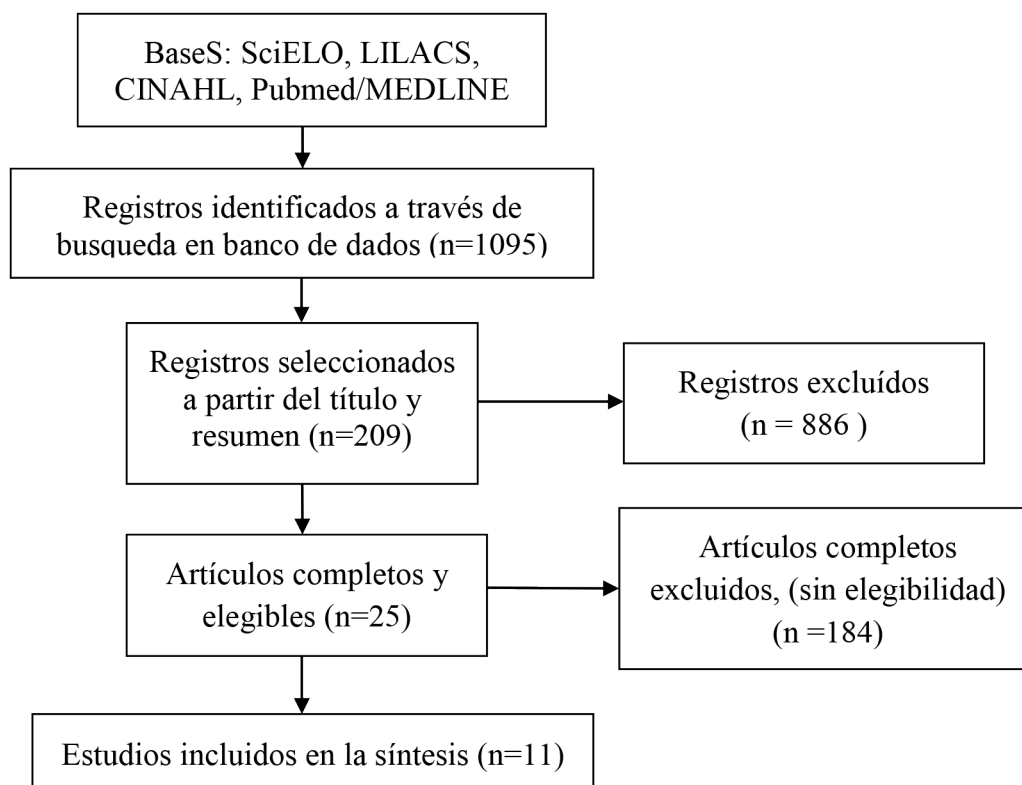 BaseS: SciELO, LILACS,
CINAHL, Pubmed/MEDLINE
Registros identificados a través de
busqueda en banco de dados (n=1095)
Registros seleccionados
a partir del título y
resumen (n=209)
Registros excluídos
(n = 886 )
Artículos completos y
elegibles (n=25)
Artículos completos
excluidos, (sin elegibilidad)
(n =184)
Estudios incluidos en la síntesis (n=11)